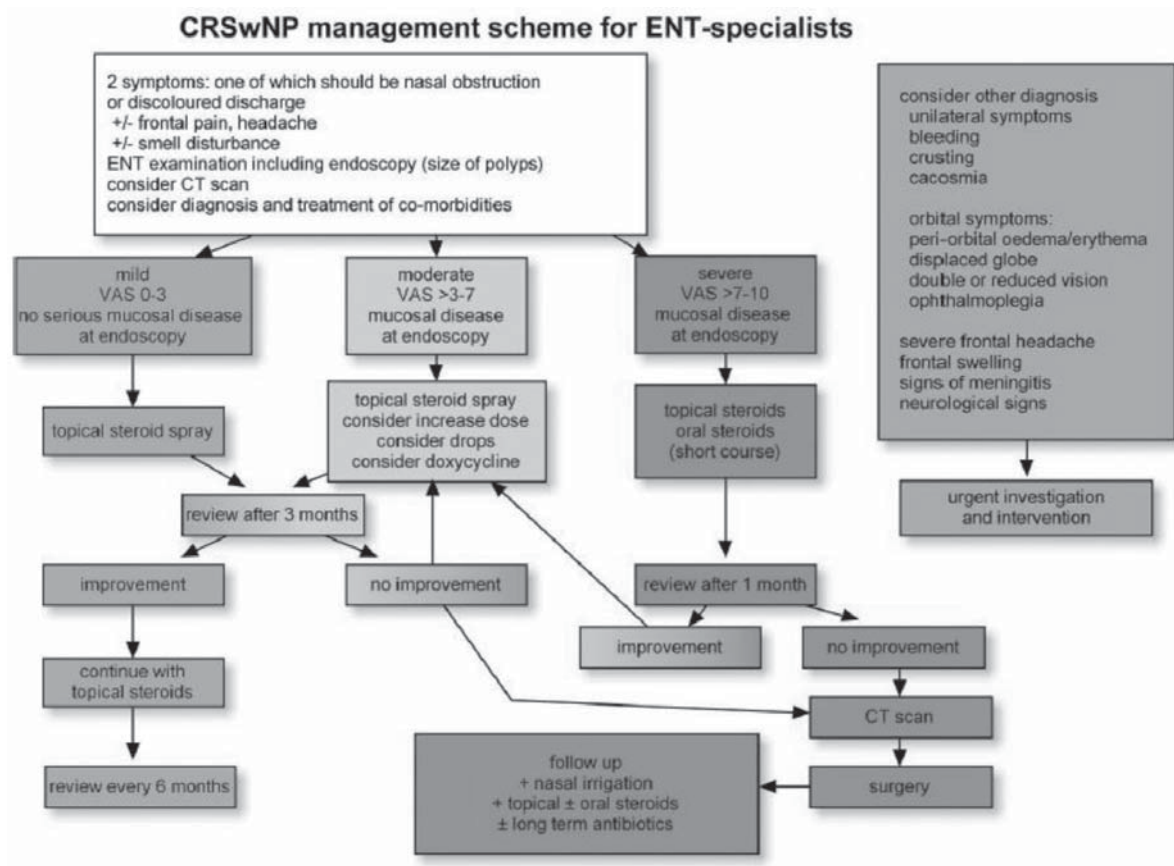 CRSwNP management scheme for ENT-specialists
2 symptoms: one of which should be nasal obstruction
or discoloured discharge
+/- frontal pain, headache
+/- smell disturbance
ENT examination including endoscopy (size of polyps)
consider CT scan
consider diagnosis and treatment of co-morbidities
consider other diagnosis
unilateral symptoms
bleeding
crusting
cacosmia
orbital symptoms:
peri-orbital oedema/erythema
displaced globe
double or reduced vision
ophthalmoplegia
severe frontal headache
frontal swelling
signs of meningitis
neurological signs
urgent investigation
and intervention
mild
VAS 0-3
no serious mucosal disease
at endoscopy
moderate
VAS >3-7
mucosal disease
at endoscopy
severe
VAS >7-10
mucosal disease
at endoscopy
topical steroid spray
topical steroid spray
consider increase dose
consider drops
consider doxycycline
topical steroids
oral steroids
(short course)
review after 3 months
improvement
no improvement
review after 1 month
improvement
no improvement
continue with
topical steroids
CT scan
review every 6 months
follow up
+ nasal irrigation
+ topical ± oral steroids
± long term antibiotics
surgery